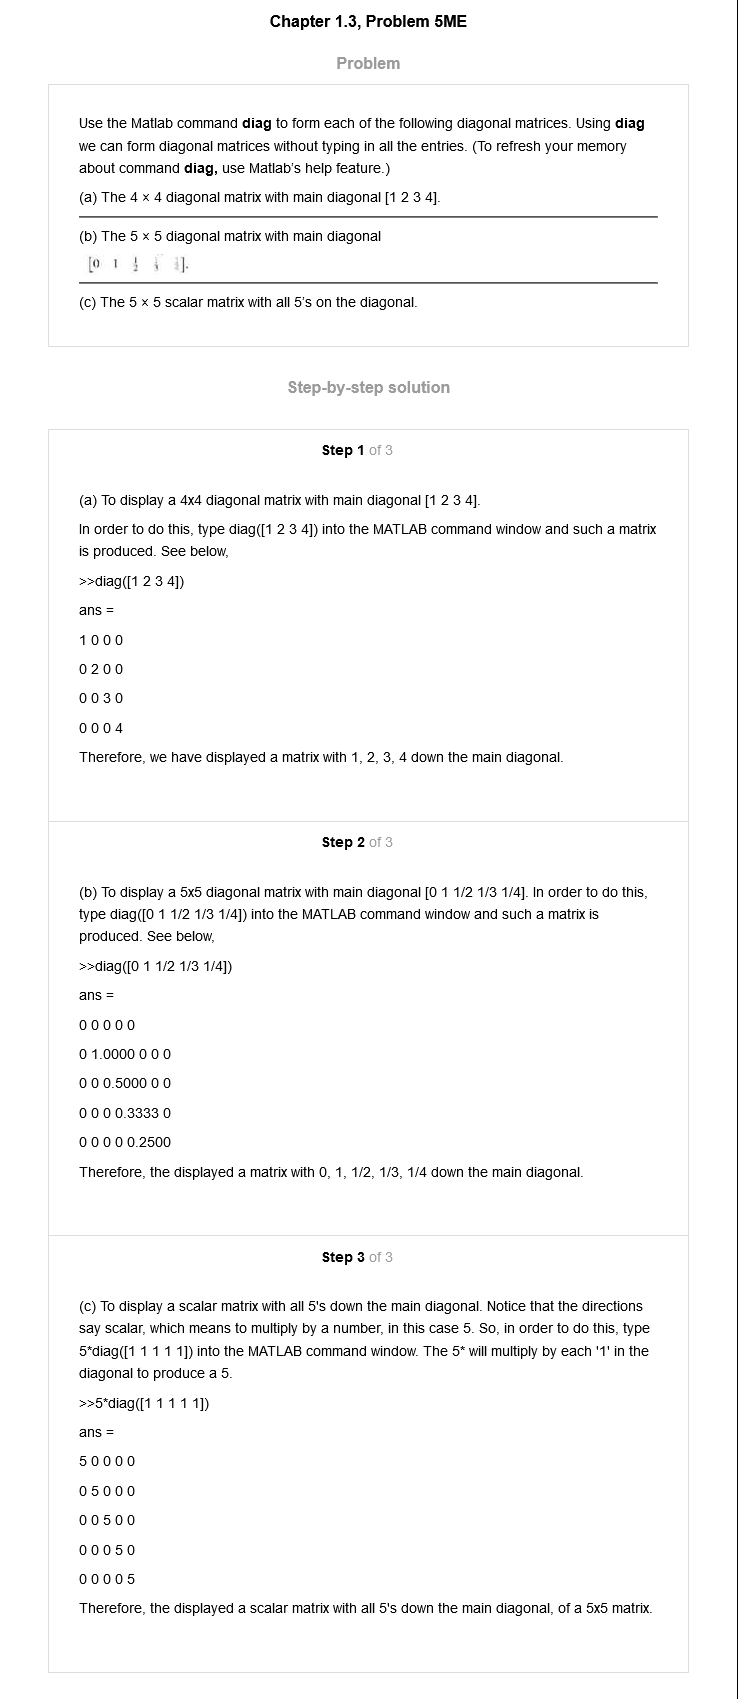 Chapter 1.3, Problem 5ME
Problem
Use the Matlab command diag to form each of the following diagonal matrices. Using diag
we can form diagonal matrices without typing in all the entries. (To refresh your memory
about command diag, use Matlab's help feature.)
(a) The 4 × 4 diagonal matrix with main diagonal [1 2 3 4].
(b) The 5 × 5 diagonal matrix with main diagonal
[0 1 1/2
(c) The 5 × 5 scalar matrix with all 5's on the diagonal.
Step-by-step solution
Step 1 of 3
(a) To display a 4x4 diagonal matrix with main diagonal [1 2 3 4].
In order to do this, type diag([1 2 3 4]) into the MATLAB command window and such a matrix
is produced. See below,
>>diag([1 2 3 4])
ans =
1 0 0 0
0 2 0 0
0 0 3 0
0 0 0 4
Therefore, we have displayed a matrix with 1, 2, 3, 4 down the main diagonal.
Step 2 of 3
(b) To display a 5x5 diagonal matrix with main diagonal [0 1 1/2 1/3 1/4]. In order to do this,
type diag([0 1 1/2 1/3 1/4]) into the MATLAB command window and such a matrix is
produced. See below,
>>diag([0 1 1/2 1/3 1/4])
ans =
0 0 0 0 0
0 1.0000 0 0 0
0 0 0.5000 0 0
0 0 0 0.3333 0
0 0 0 0 0.2500
Therefore, the displayed a matrix with 0, 1, 1/2, 1/3, 1/4 down the main diagonal.
Step 3 of 3
(c) To display a scalar matrix with all 5's down the main diagonal. Notice that the directions
say scalar, which means to multiply by a number, in this case 5. So, in order to do this, type
5*diag([1 1 1 1 1]) into the MATLAB command window. The 5* will multiply by each '1' in the
diagonal to produce a 5.
>>5*diag([1 1 1 1 1])
ans =
5 0 0 0 0
0 5 0 0 0
0 0 5 0 0
0 0 0 5 0
0 0 0 0 5
Therefore, the displayed a scalar matrix with all 5's down the main diagonal, of a 5x5 matrix.